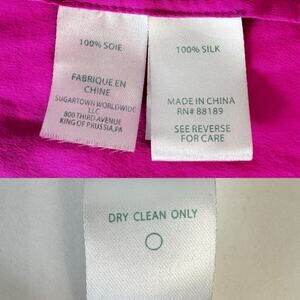 100% SOIE
FABRIQUE EN
CHINE
SUGARTOWN WORLDWIDE
LLC
800 THIRD AVENUE
KING OF PRUSSIA,PA
100% SILK
MADE IN CHINA
RN# 88189
SEE REVERSE
FOR CARE
DRY CLEAN ONLY